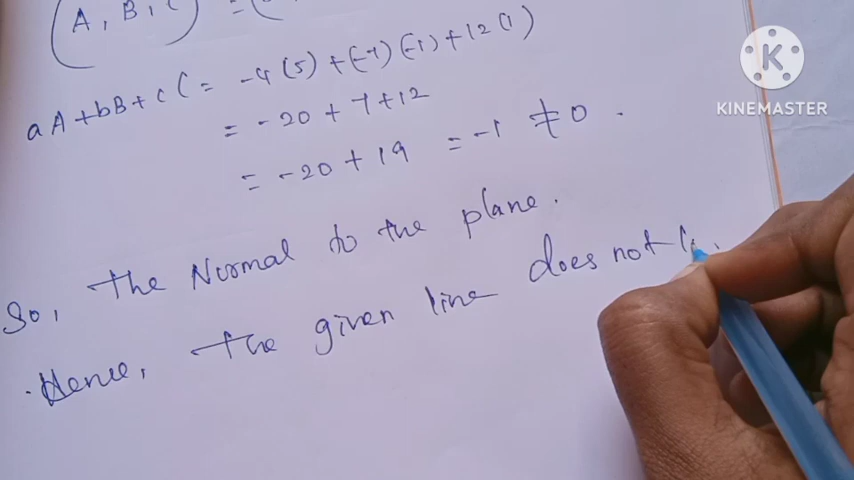 (A, B, C) = (
aA + bB + cC = -4(5) + (-7)(-1) + 12(1)
= -20 + 7 + 12
= -20 + 19 = -1 ≠ 0.
So, the Normal to the plane.
Hence, the given line does not
KINEMASTER